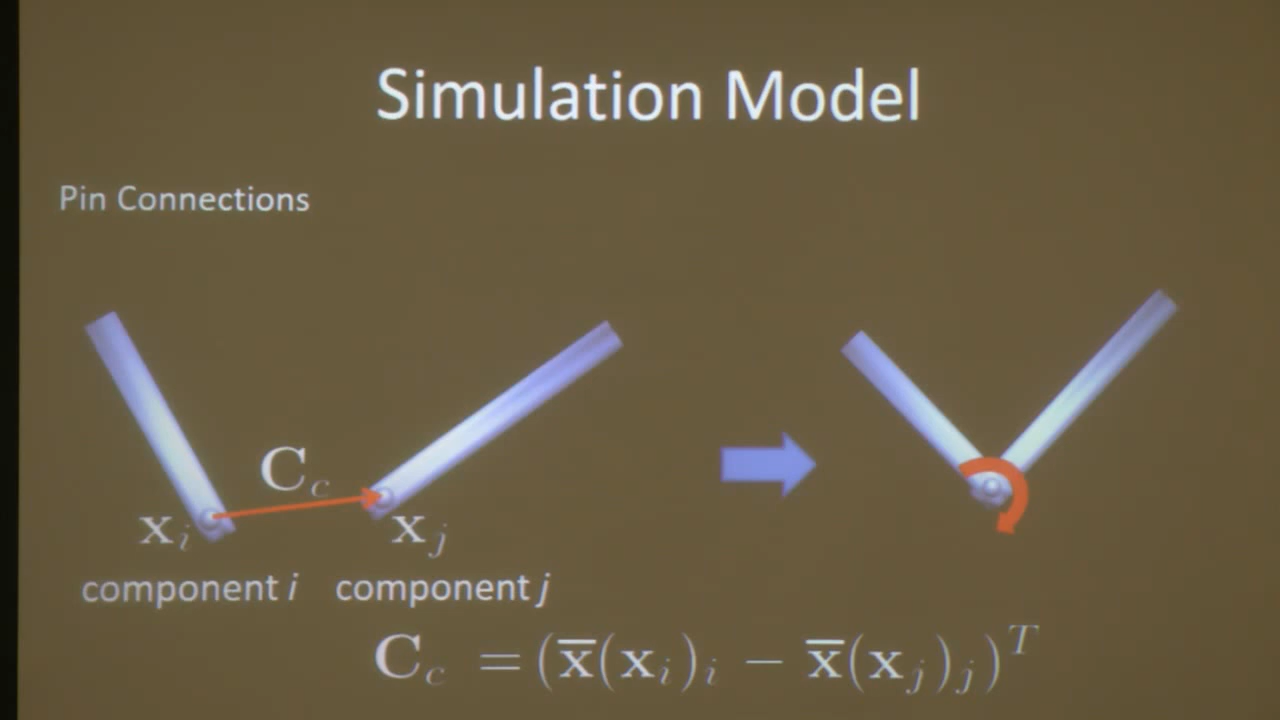 Simulation Model
Pin Connections
C_c
x_i
x_j
component i component j
C_c = (x̅(x_i)_i − x̅(x_j)_j)^T